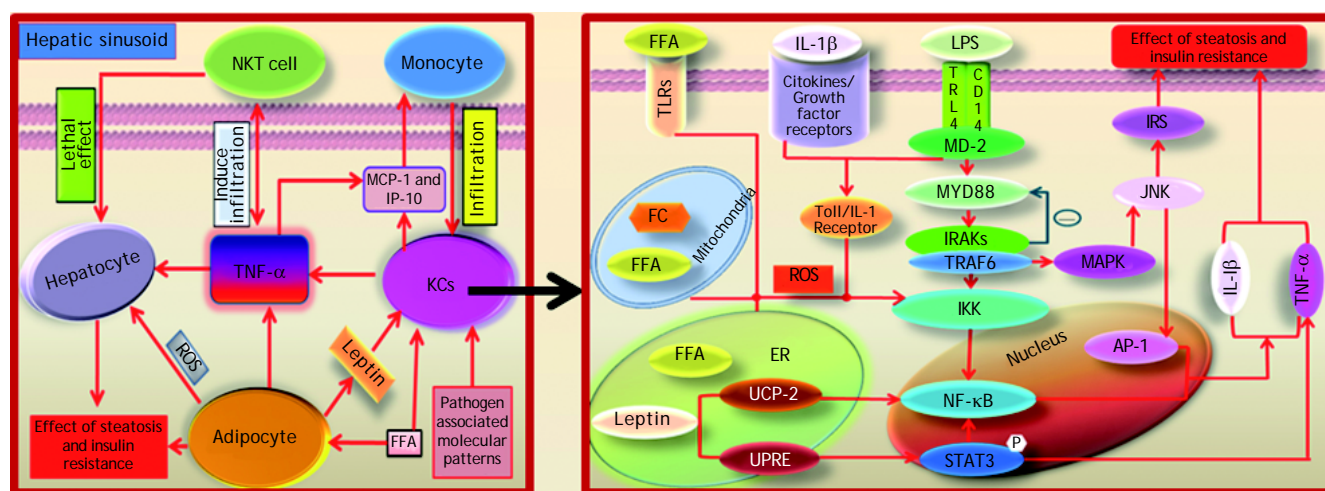 Hepatic sinusoid
NKT cell
Monocyte
Lethal
effect
Induce
infiltration
MCP-1 and
IP-10
Infiltration
Hepatocyte
TNF-α
KCs
ROS
Leptin
Adipocyte
FFA
Effect of steatosis
and insulin
resistance
Pathogen
associated
molecular
patterns
FFA
TLRs
IL-1β
Citokines/
Growth
factor
receptors
LPS
TRL4
CD14
MD-2
Effect of steatosis and
insulin resistance
IRS
JNK
MYD88
IRAKs
TRAF6
MAPK
Toll/IL-1
Receptor
FC
FFA
Mitochondria
ROS
IKK
IL-Iβ
TNF-α
Nucleus
AP-1
FFA
ER
UCP-2
NF-κB
Leptin
UPRE
STAT3
P